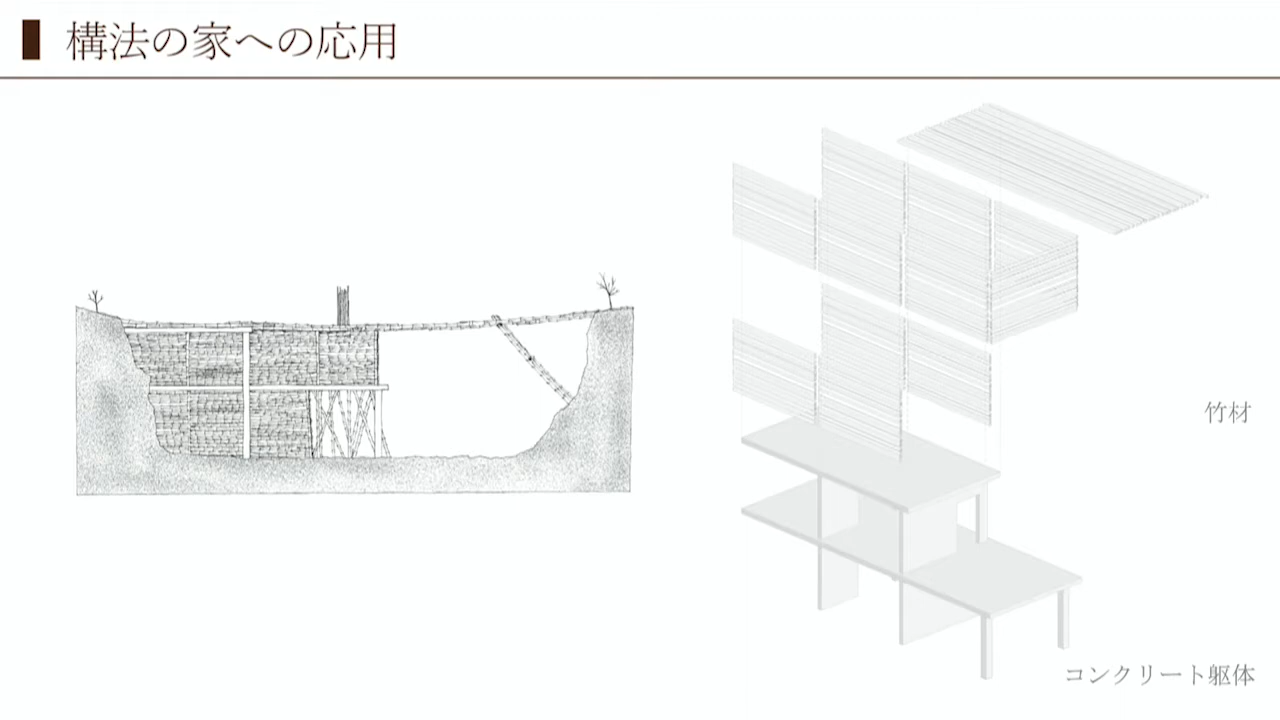 構法の家への応用
竹材
コンクリート躯体